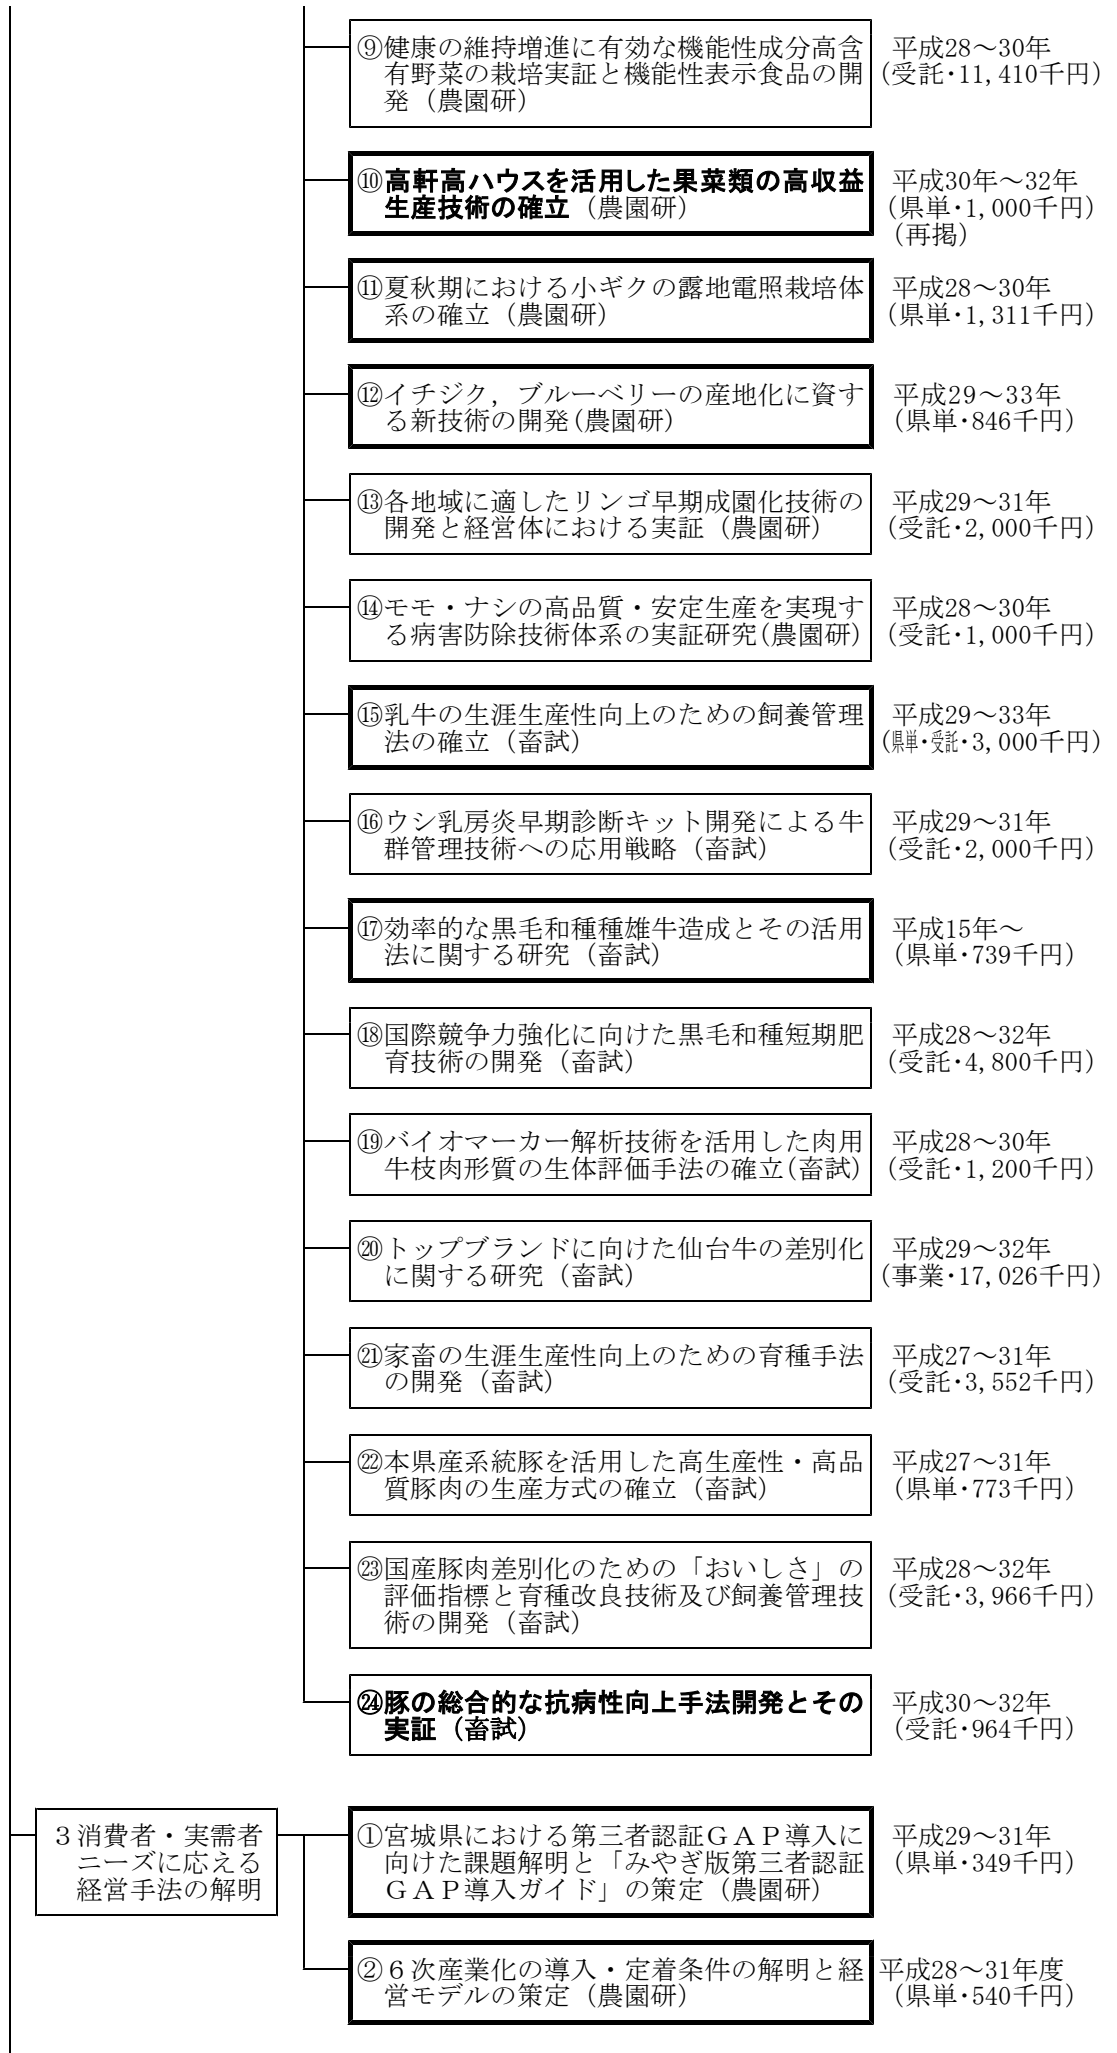 ⑨健康の維持増進に有効な機能性成分高含
有野菜の栽培実証と機能性表示食品の開
発（農園研）
平成28～30年
（受託・11,410千円）
⑩高軒高ハウスを活用した果菜類の高収益
生産技術の確立（農園研）
平成30年～32年
（県単・1,000千円）
（再掲）
⑪夏秋期における小ギクの露地電照栽培体
系の確立（農園研）
平成28～30年
（県単・1,311千円）
⑫イチジク，ブルーベリーの産地化に資す
る新技術の開発（農園研）
平成29～33年
（県単・846千円）
⑬各地域に適したリンゴ早期成園化技術の
開発と経営体における実証（農園研）
平成29～31年
（受託・2,000千円）
⑭モモ・ナシの高品質・安定生産を実現す
る病害防除技術体系の実証研究（農園研）
平成28～30年
（受託・1,000千円）
⑮乳牛の生涯生産性向上のための飼養管理
法の確立（畜試）
平成29～33年
（県単・受託・3,000千円）
⑯ウシ乳房炎早期診断キット開発による牛
群管理技術への応用戦略（畜試）
平成29～31年
（受託・2,000千円）
⑰効率的な黒毛和種種雄牛造成とその活用
法に関する研究（畜試）
平成15年～
（県単・739千円）
⑱国際競争力強化に向けた黒毛和種短期肥
育技術の開発（畜試）
平成28～32年
（受託・4,800千円）
⑲バイオマーカー解析技術を活用した肉用
牛枝肉形質の生体評価手法の確立（畜試）
平成28～30年
（受託・1,200千円）
⑳トップブランドに向けた仙台牛の差別化
に関する研究（畜試）
平成29～32年
（事業・17,026千円）
㉑家畜の生涯生産性向上のための育種手法
の開発（畜試）
平成27～31年
（受託・3,552千円）
㉒本県産系統豚を活用した高生産性・高品
質豚肉の生産方式の確立（畜試）
平成27～31年
（県単・773千円）
㉓国産豚肉差別化のための「おいしさ」の
評価指標と育種改良技術及び飼養管理技
術の開発（畜試）
平成28～32年
（受託・3,966千円）
㉔豚の総合的な抗病性向上手法開発とその
実証（畜試）
平成30～32年
（受託・964千円）
３消費者・実需者
ニーズに応える
経営手法の解明
①宮城県における第三者認証ＧＡＰ導入に
向けた課題解明と「みやぎ版第三者認証
ＧＡＰ導入ガイド」の策定（農園研）
平成29～31年
（県単・349千円）
②６次産業化の導入・定着条件の解明と経
営モデルの策定（農園研）
平成28～31年度
（県単・540千円）